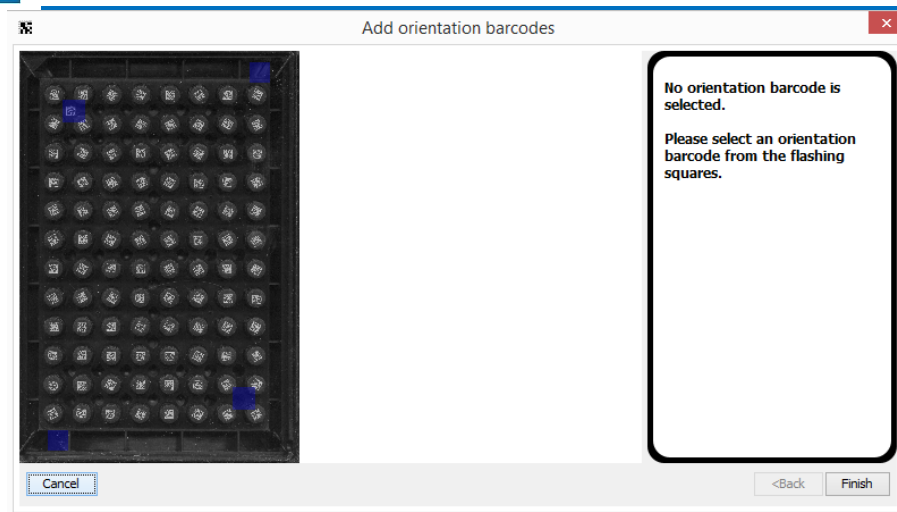 Add orientation barcodes
No orientation barcode is
selected.
Please select an orientation
barcode from the flashing
squares.
Cancel
<Back
Finish